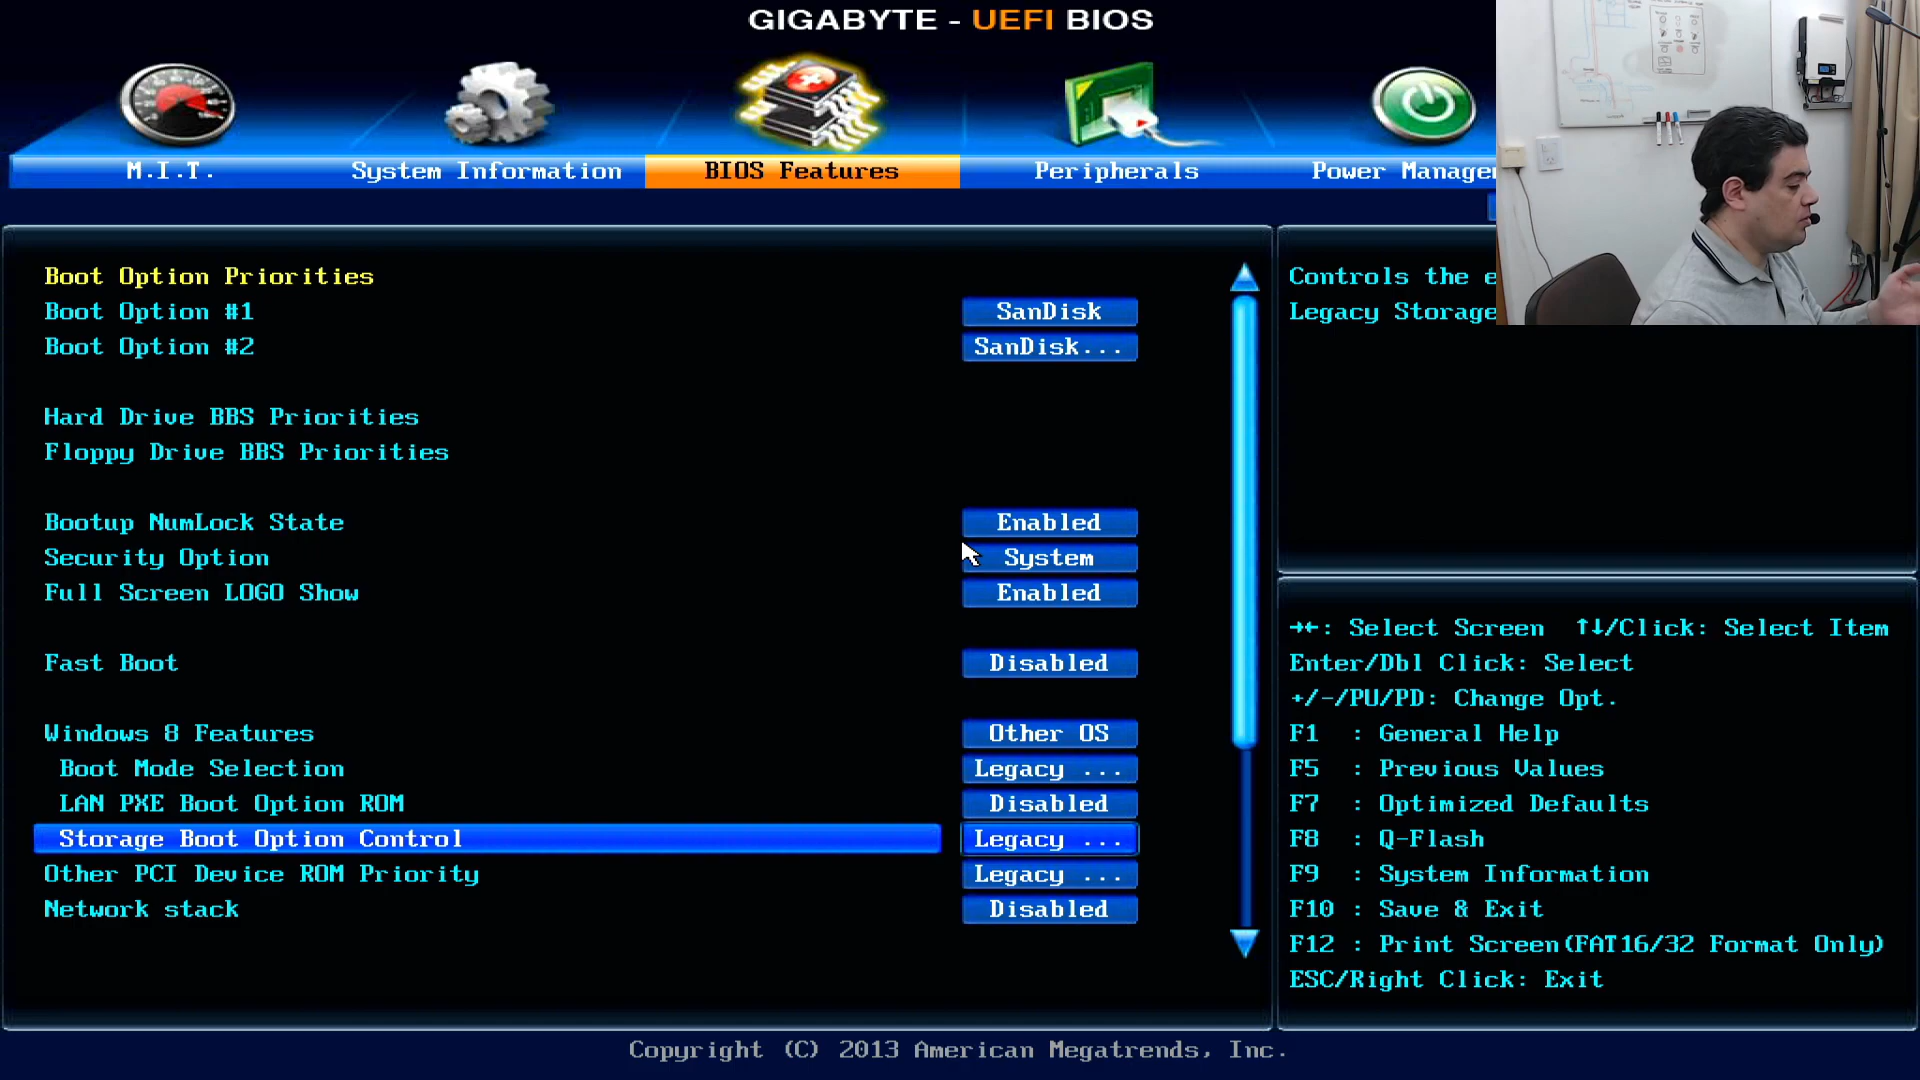 GIGABYTE - UEFI BIOS
M.I.T.
System Information
BIOS Features
Peripherals
Power Manage
Boot Option Priorities
Boot Option #1 SanDisk
Boot Option #2 SanDisk...
Hard Drive BBS Priorities
Floppy Drive BBS Priorities
Bootup NumLock State Enabled
Security Option System
Full Screen LOGO Show Enabled
Fast Boot Disabled
Windows 8 Features Other OS
Boot Mode Selection Legacy ...
LAN PXE Boot Option ROM Disabled
Storage Boot Option Control Legacy ...
Other PCI Device ROM Priority Legacy ...
Network stack Disabled
Controls the e
Legacy Storage
→←: Select Screen ↑↓/Click: Select Item
Enter/Dbl Click: Select
+/-/PU/PD: Change Opt.
F1 : General Help
F5 : Previous Values
F7 : Optimized Defaults
F8 : Q-Flash
F9 : System Information
F10 : Save & Exit
F12 : Print Screen(FAT16/32 Format Only)
ESC/Right Click: Exit
Copyright (C) 2013 American Megatrends, Inc.